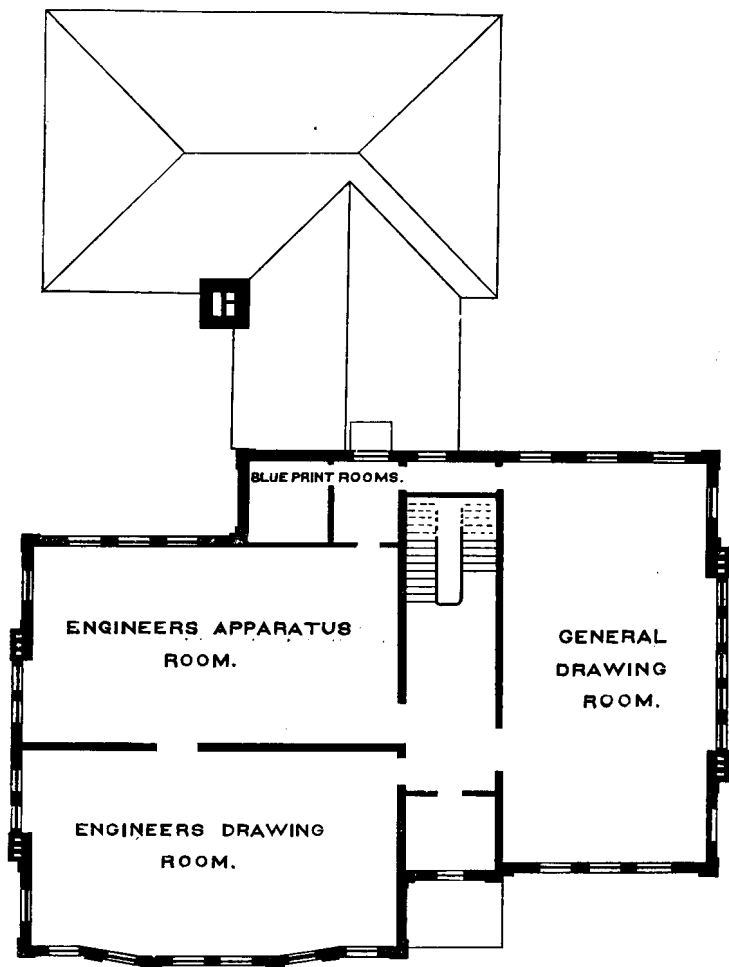 BLUE PRINT ROOMS.
ENGINEERS APPARATUS
ROOM.
GENERAL
DRAWING
ROOM.
ENGINEERS DRAWING
ROOM.